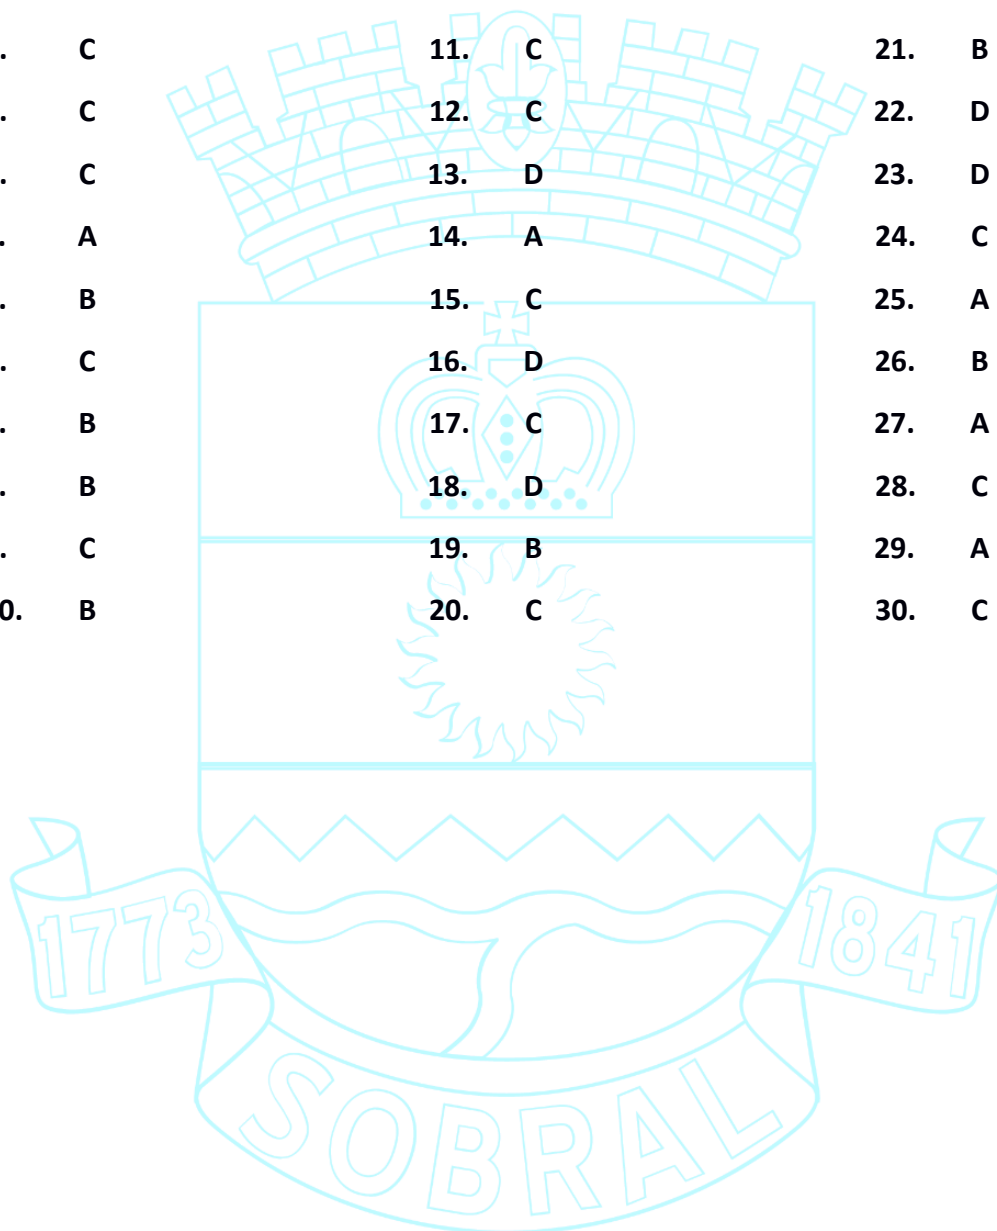 . C 11. C 21. B
. C 12. C 22. D
. C 13. D 23. D
. A 14. A 24. C
. B 15. C 25. A
. C 16. D 26. B
. B 17. C 27. A
. B 18. D 28. C
. C 19. B 29. A
0. B 20. C 30. C
1773 1841
SOBRAL